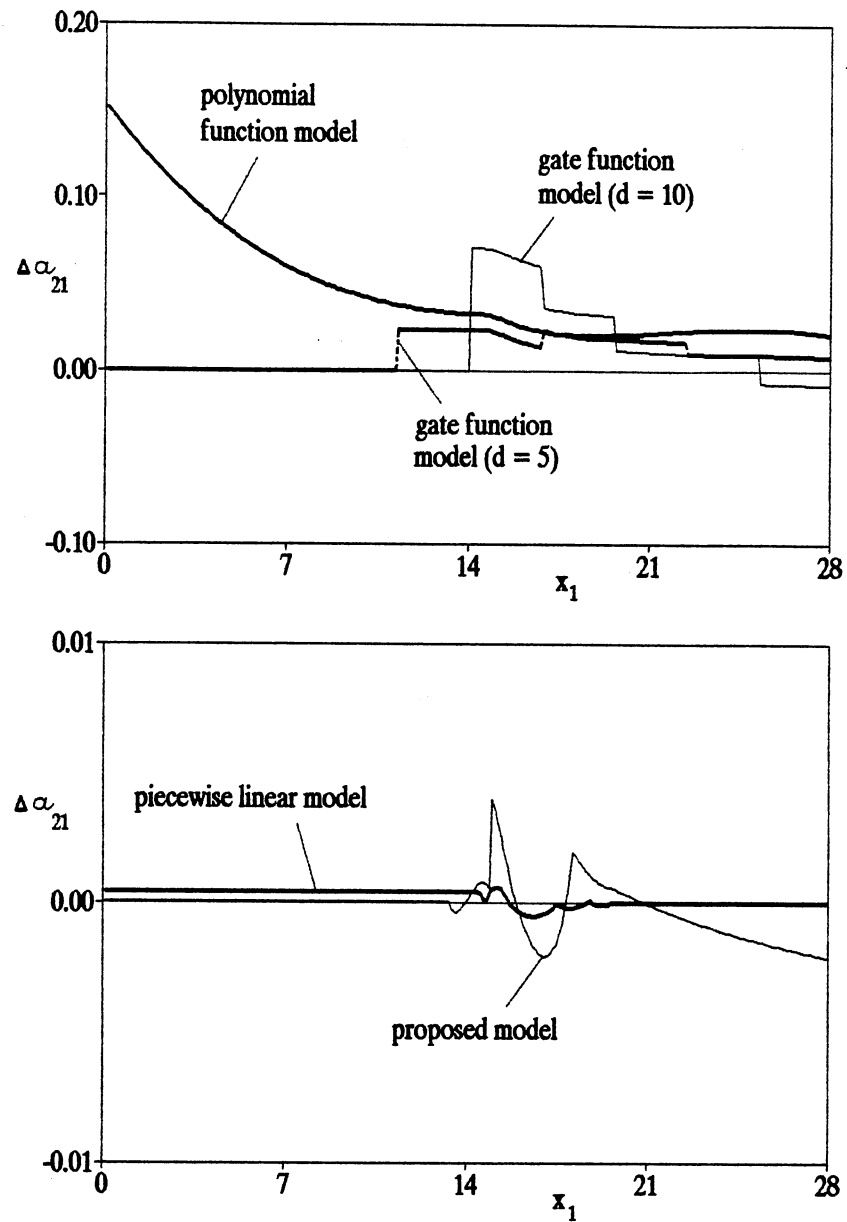 0.20
polynomial
function model
gate function
model (d = 10)
0.10
Δα21
0.00
gate function
model (d = 5)
-0.10
0 7 14 21 28
x1
0.01
piecewise linear model
Δα21
0.00
proposed model
-0.01
0 7 14 21 28
x1